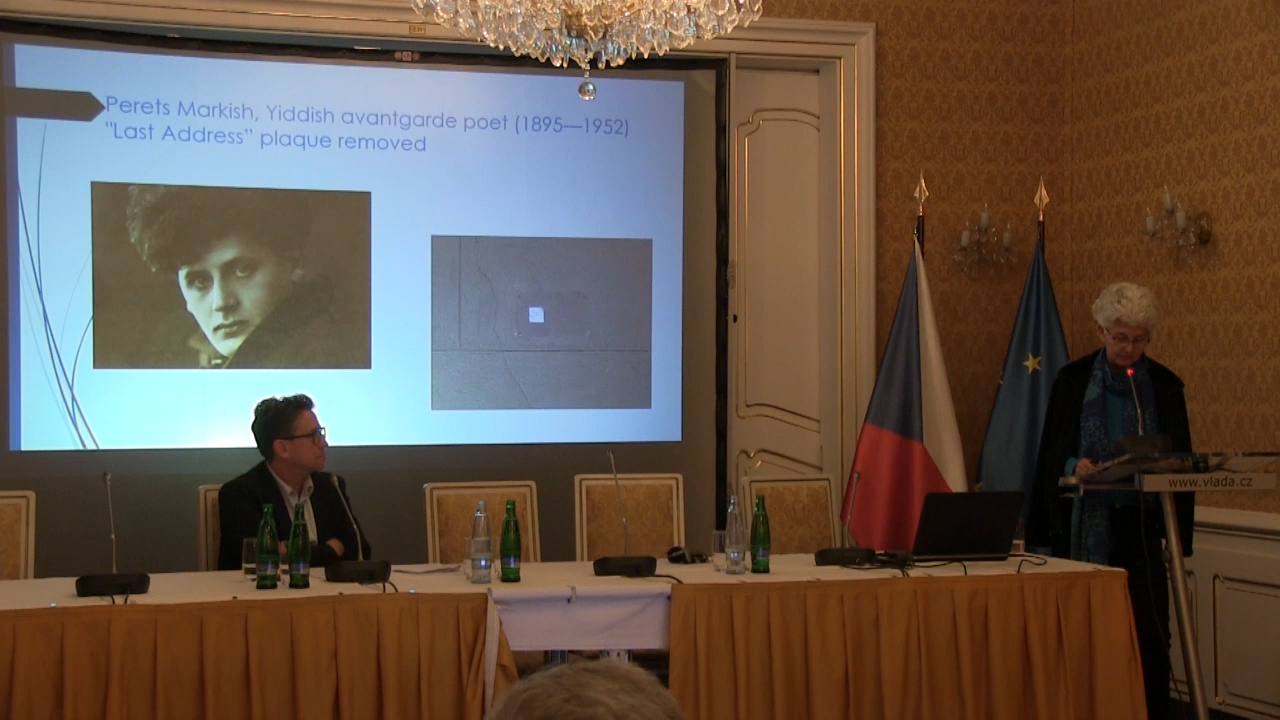 Perets Markish, Yiddish avantgarde poet (1895—1952)
"Last Address” plaque removed
www.vlada.cz